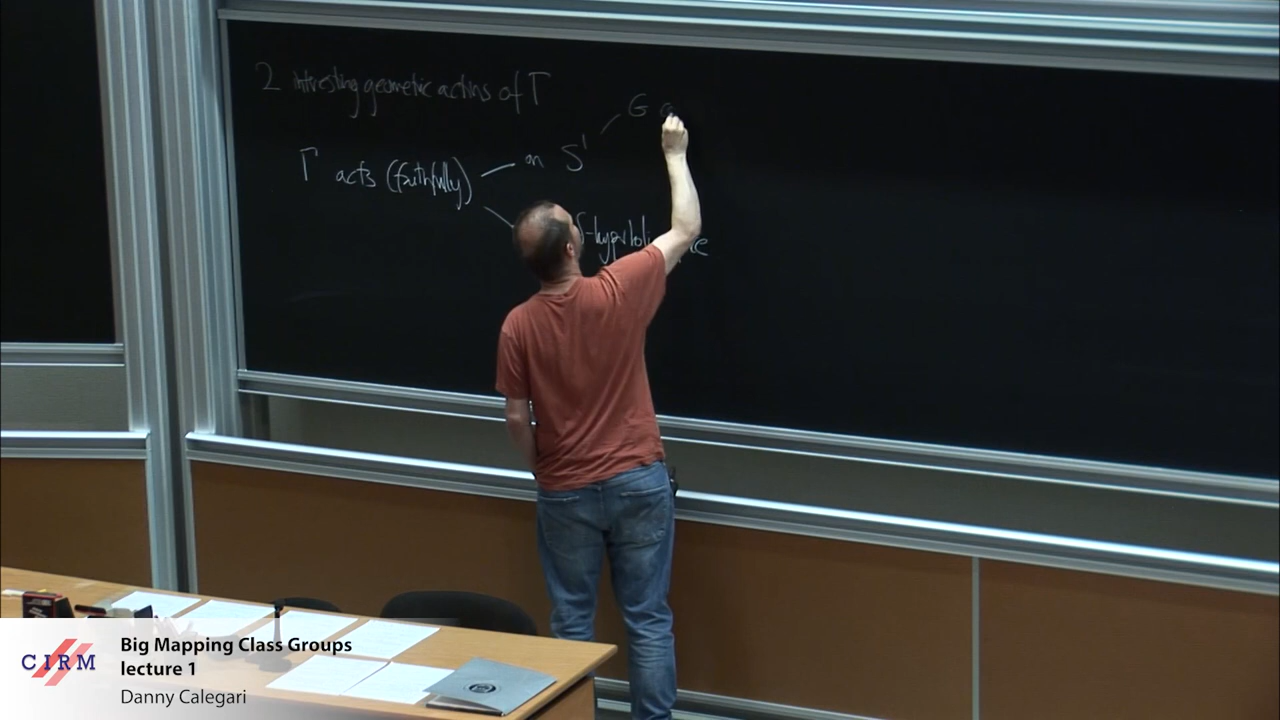 2 interesting geometric actions of Γ
G
Γ acts (faithfully) on S¹
δ-hyperbolic
CIRM
Big Mapping Class Groups
lecture 1
Danny Calegari